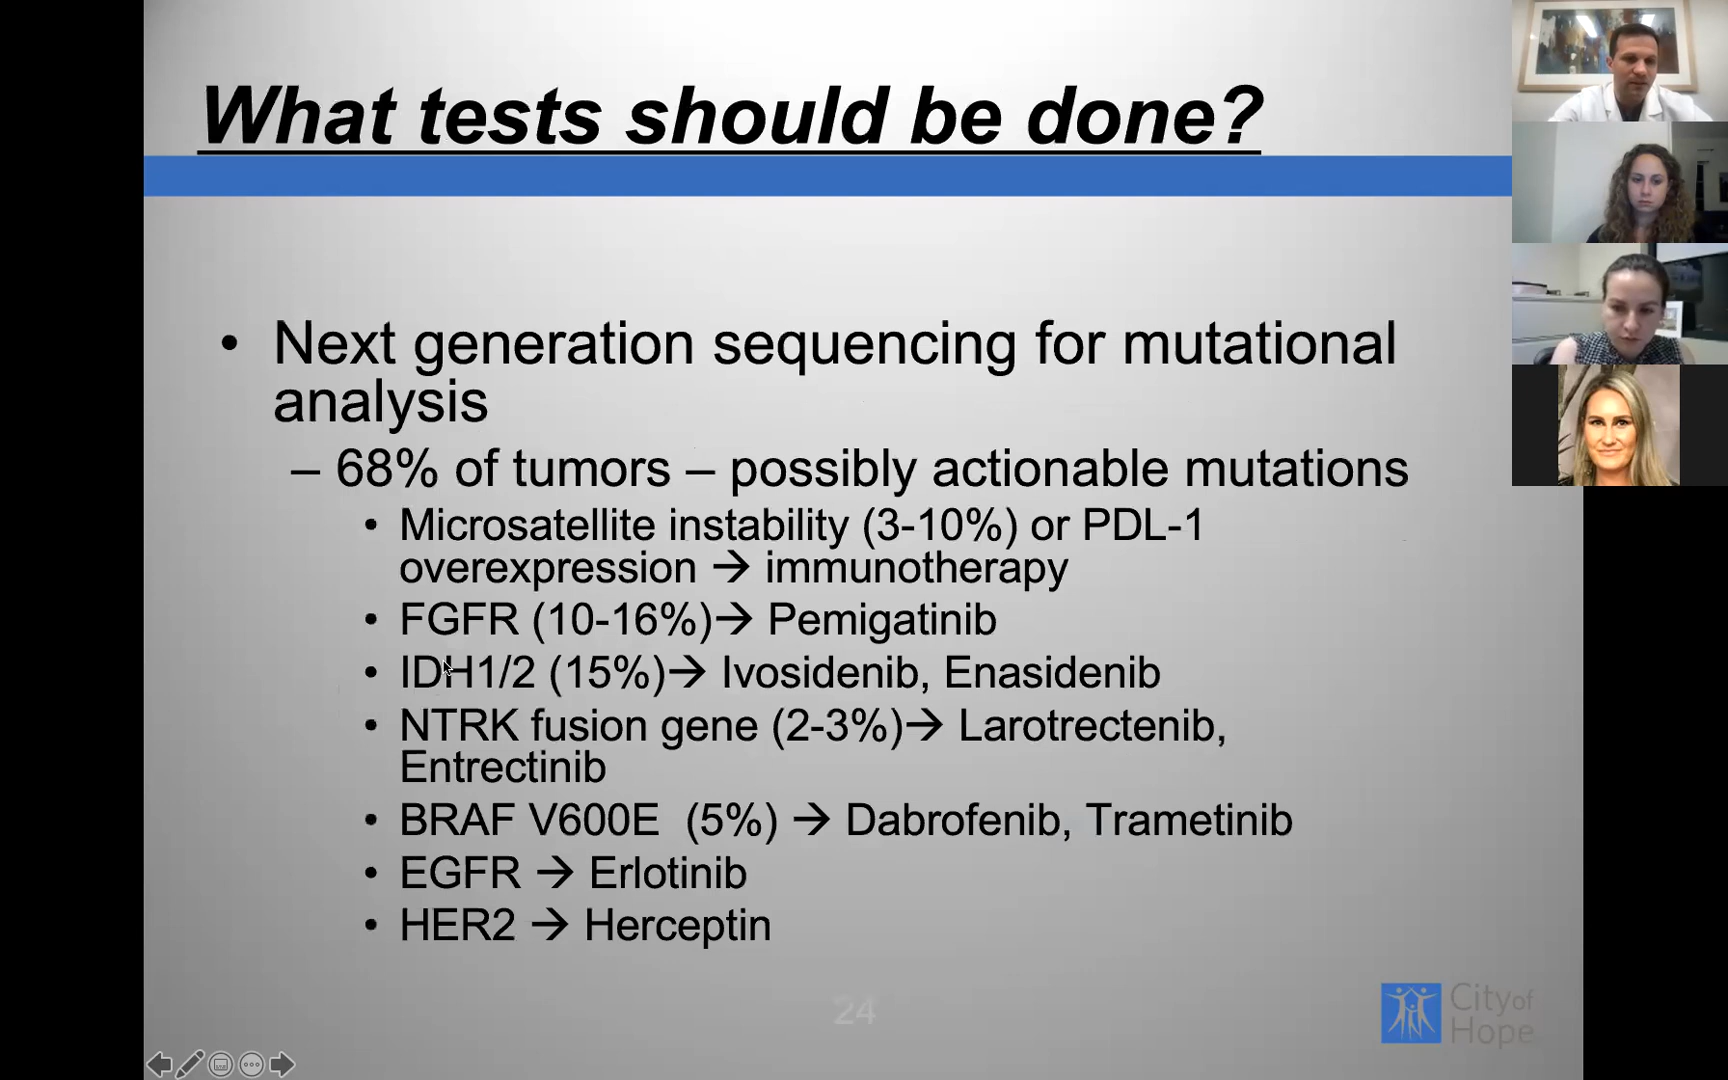 What tests should be done?
• Next generation sequencing for mutational
analysis
– 68% of tumors – possibly actionable mutations
• Microsatellite instability (3-10%) or PDL-1
overexpression → immunotherapy
• FGFR (10-16%)→ Pemigatinib
• IDH1/2 (15%)→ Ivosidenib, Enasidenib
• NTRK fusion gene (2-3%)→ Larotrectenib,
Entrectinib
• BRAF V600E (5%) → Dabrofenib, Trametinib
• EGFR → Erlotinib
• HER2 → Herceptin
24
City of
Hope